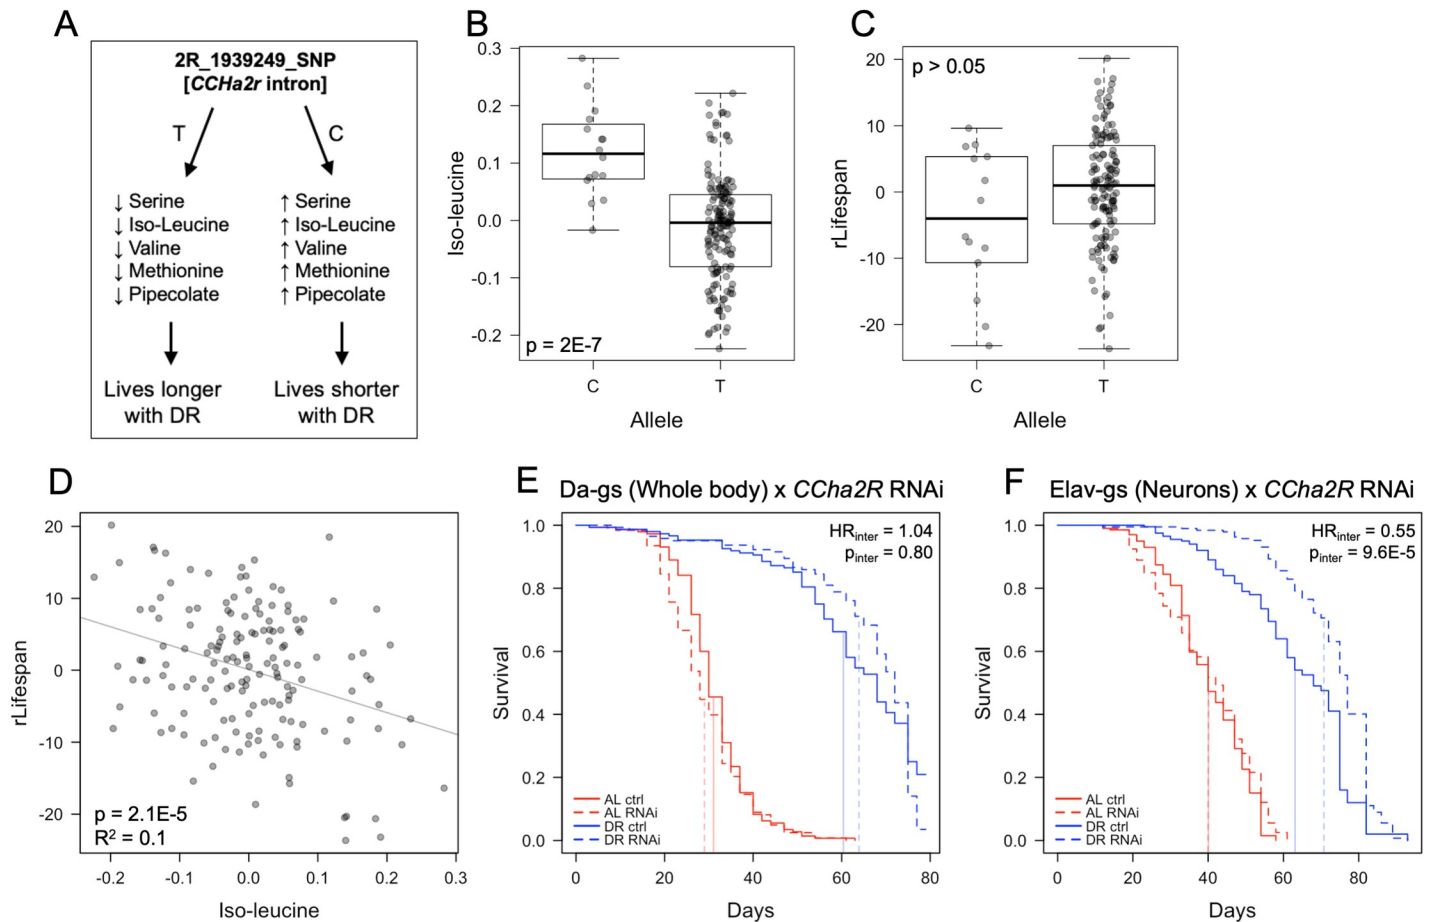 A
2R_1939249_SNP
[CCHa2r intron]
T
C
↓ Serine
↓ Iso-Leucine
↓ Valine
↓ Methionine
↓ Pipecolate
↑ Serine
↑ Iso-Leucine
↑ Valine
↑ Methionine
↑ Pipecolate
Lives longer
with DR
Lives shorter
with DR
B
Iso-leucine
0.3
0.2
0.1
0.0
-0.1
-0.2
p = 2E-7
C
T
Allele
C
rLifespan
20
10
0
-10
-20
p > 0.05
C
T
Allele
D
rLifespan
20
10
0
-10
-20
p = 2.1E-5
R² = 0.1
-0.2
-0.1
0.0
0.1
0.2
0.3
Iso-leucine
E
Da-gs (Whole body) x CCha2R RNAi
HRinter = 1.04
pinter = 0.80
Survival
1.0
0.8
0.6
0.4
0.2
0.0
AL ctrl
AL RNAi
DR ctrl
DR RNAi
0
20
40
60
80
Days
F
Elav-gs (Neurons) x CCha2R RNAi
HRinter = 0.55
pinter = 9.6E-5
Survival
1.0
0.8
0.6
0.4
0.2
0.0
AL ctrl
AL RNAi
DR ctrl
DR RNAi
0
20
40
60
80
Days